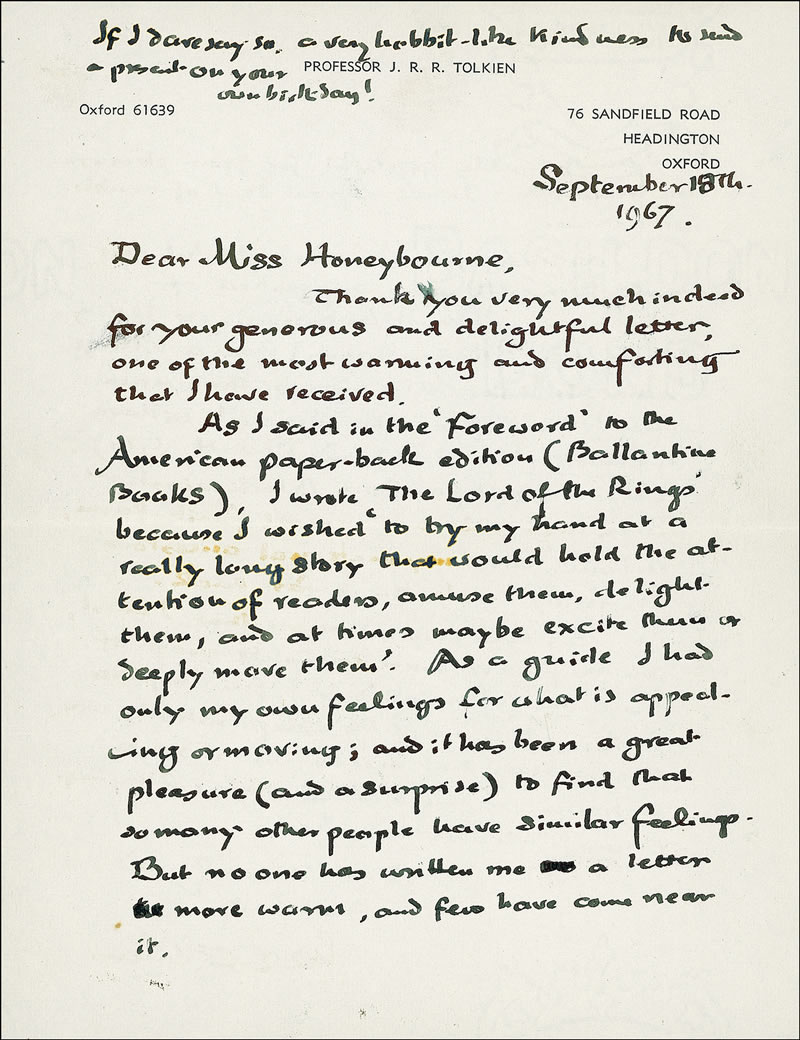 If I dare say so, a very hobbit-like kindness to send
a present on your
own birthday!
PROFESSOR J. R. R. TOLKIEN
Oxford 61639
76 SANDFIELD ROAD
HEADINGTON
OXFORD
September 18th.
1967.
Dear Miss Honeybourne,
Thank you very much indeed
for your generous and delightful letter,
one of the most warming and comforting
that I have received.
As I said in the 'Foreword' to the
American paper-back edition (Ballantine
Books), I wrote The Lord of the Rings
because I wished 'to try my hand at a
really long story that would hold the at-
tention of readers, amuse them, delight
them, and at times maybe excite them or
deeply move them'. As a guide I had
only my own feelings for what is appeal-
ing or moving; and it has been a great
pleasure (and a surprise) to find that
so many other people have similar feelings.
But no one has written me a letter
more warm, and few have come near
it.